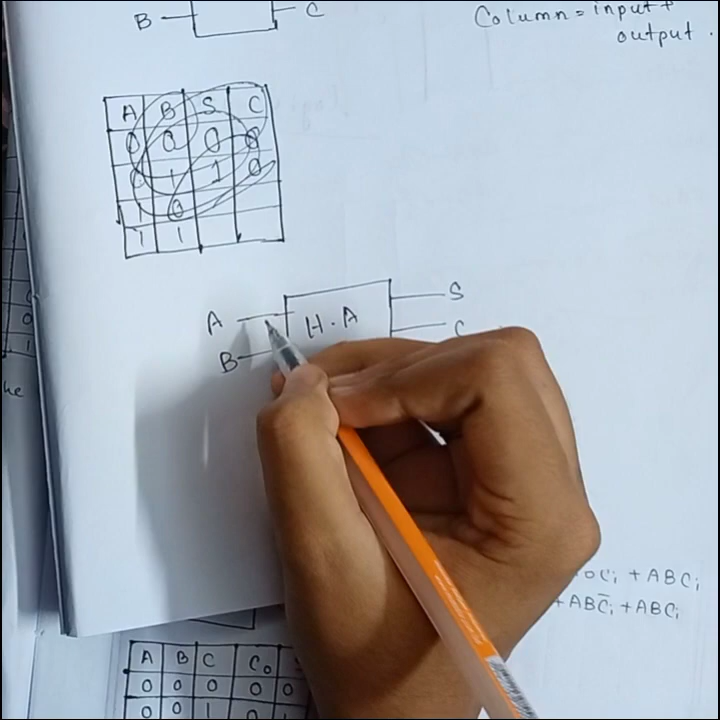 B C
Column = input +
output.
A B S C
0 0 0 0
0 1 1 0
1 0
1 1
A H.A S
B C
+ ABCᵢ
+ ABC̄ᵢ + ABCᵢ
A B C C₀
0 0 0 0 0
0 0 1